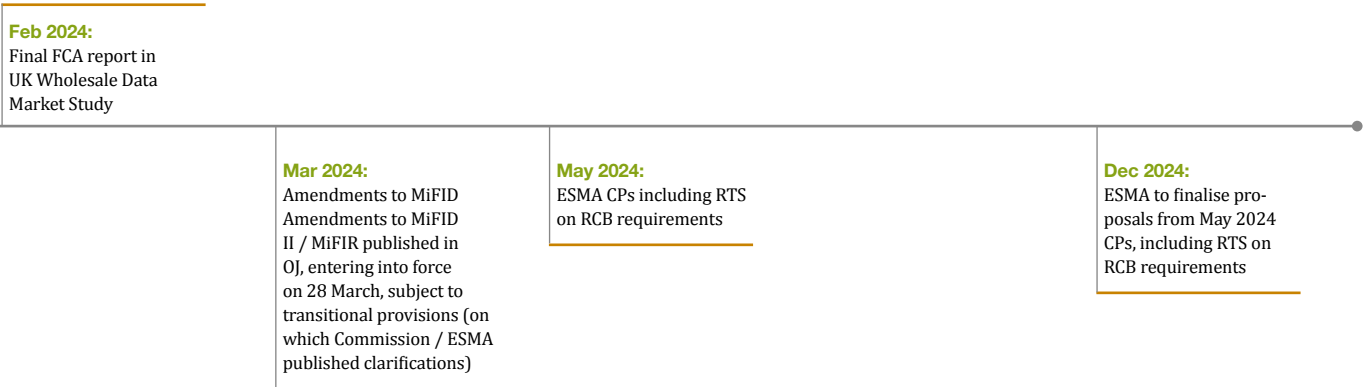 Feb 2024:
Final FCA report in
UK Wholesale Data
Market Study
Mar 2024:
Amendments to MiFID
Amendments to MiFID
II / MiFIR published in
OJ, entering into force
on 28 March, subject to
transitional provisions (on
which Commission / ESMA
published clarifications)
May 2024:
ESMA CPs including RTS
on RCB requirements
Dec 2024:
ESMA to finalise pro-
posals from May 2024
CPs, including RTS on
RCB requirements